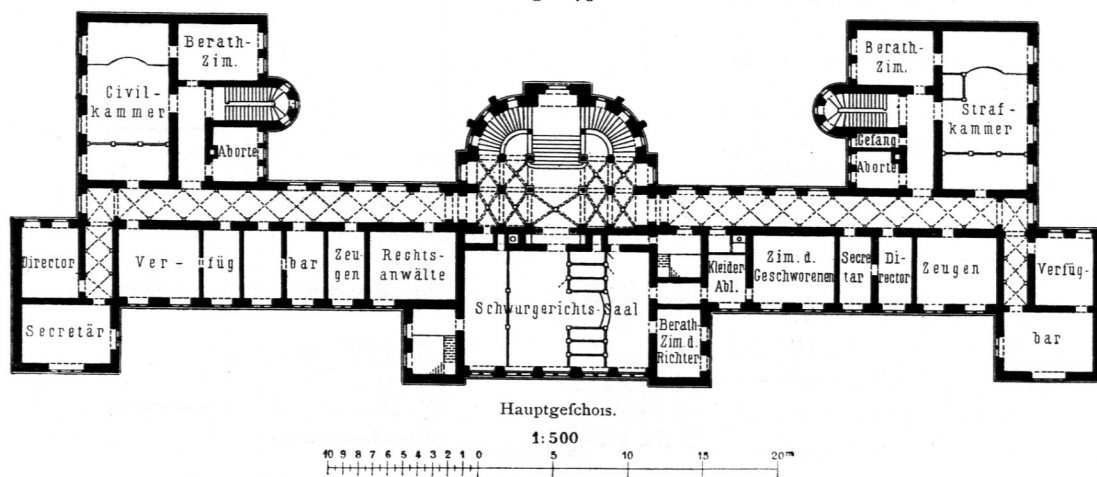 Berath-
Zim.
Civil-
kammer
Aborte
Berath-
Zim.
Straf-
kammer
Gefang
Aborte
Director
Ver-
füg
bar
Zeu-
gen
Rechts-
anwälte
Secretär
Schwurgerichts-Saal
Kleider
Abl.
Berath
Zim. d.
Richter
Zim. d.
Geschworenen
Secre
tär
Di-
rector
Zeugen
Verfüg-
bar
Hauptgeſchoſs.
1:500
10 9 8 7 6 5 4 3 2 1 0 5 10 15 20m